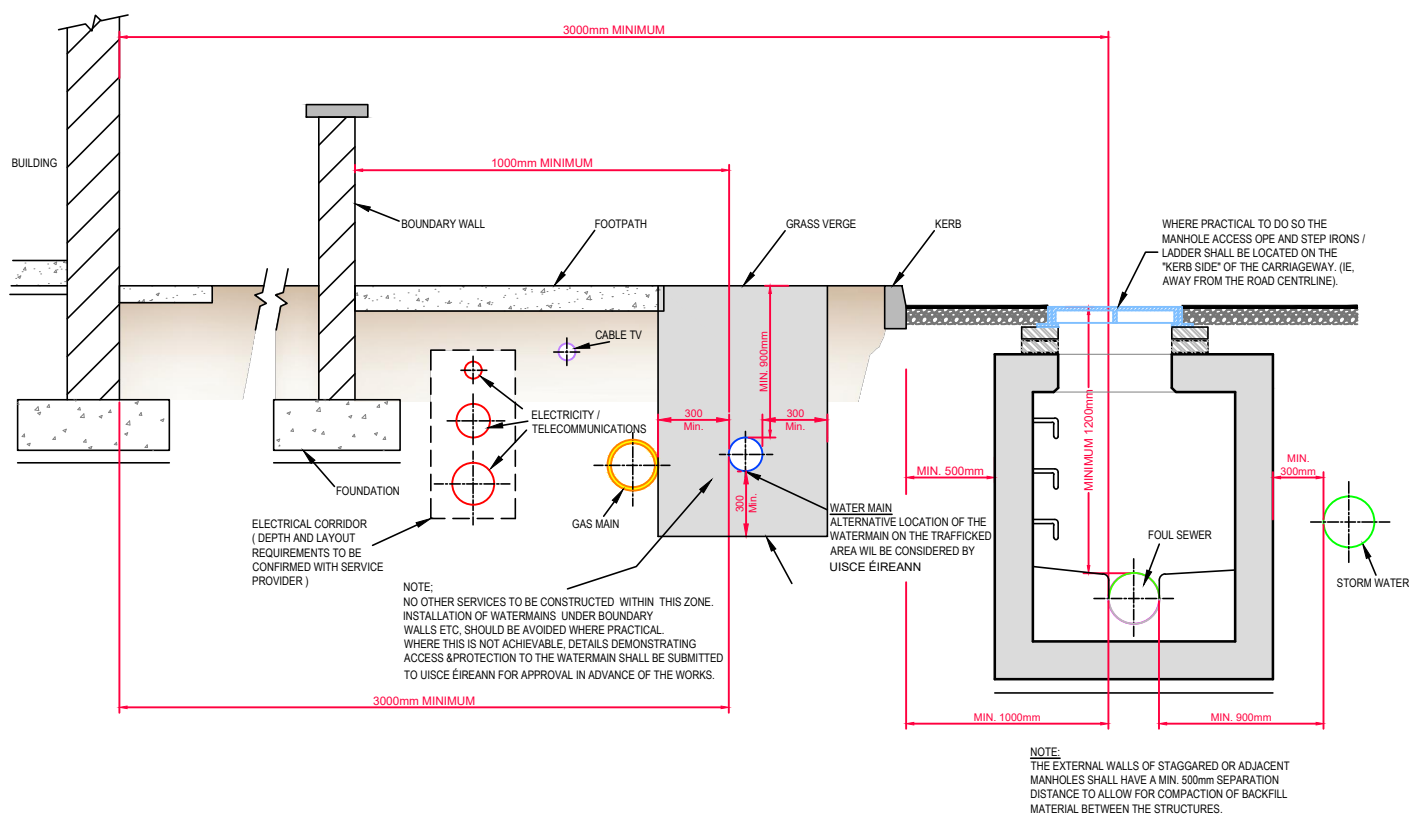 3000mm MINIMUM
BUILDING
1000mm MINIMUM
BOUNDARY WALL
FOOTPATH
GRASS VERGE
KERB
WHERE PRACTICAL TO DO SO THE
MANHOLE ACCESS OPE AND STEP IRONS /
LADDER SHALL BE LOCATED ON THE
"KERB SIDE" OF THE CARRIAGEWAY. (IE,
AWAY FROM THE ROAD CENTRLINE).
CABLE TV
MIN. 900mm
ELECTRICITY /
TELECOMMUNICATIONS
300
Min.
300
Min.
MINIMUM 1200mm
MIN. 500mm
MIN.
300mm
FOUNDATION
GAS MAIN
300
Min.
WATER MAIN
ALTERNATIVE LOCATION OF THE
WATERMAIN ON THE TRAFFICKED
AREA WIL BE CONSIDERED BY
UISCE ÉIREANN
FOUL SEWER
STORM WATER
ELECTRICAL CORRIDOR
( DEPTH AND LAYOUT
REQUIREMENTS TO BE
CONFIRMED WITH SERVICE
PROVIDER )
NOTE;
NO OTHER SERVICES TO BE CONSTRUCTED WITHIN THIS ZONE.
INSTALLATION OF WATERMAINS UNDER BOUNDARY
WALLS ETC, SHOULD BE AVOIDED WHERE PRACTICAL.
WHERE THIS IS NOT ACHIEVABLE, DETAILS DEMONSTRATING
ACCESS &PROTECTION TO THE WATERMAIN SHALL BE SUBMITTED
TO UISCE ÉIREANN FOR APPROVAL IN ADVANCE OF THE WORKS.
3000mm MINIMUM
MIN. 1000mm
MIN. 900mm
NOTE:
THE EXTERNAL WALLS OF STAGGARED OR ADJACENT
MANHOLES SHALL HAVE A MIN. 500mm SEPARATION
DISTANCE TO ALLOW FOR COMPACTION OF BACKFILL
MATERIAL BETWEEN THE STRUCTURES.